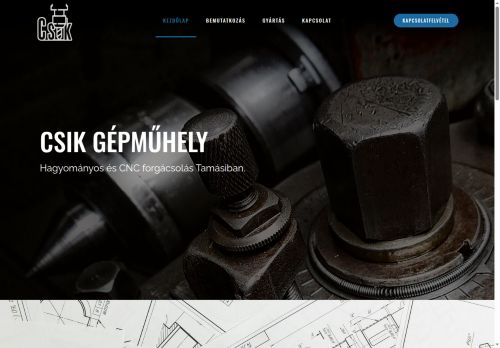 Csik
KEZDŐLAP BEMUTATKOZÁS GYÁRTÁS KAPCSOLAT
KAPCSOLATFELVÉTEL
CSIK GÉPMŰHELY
Hagyományos és CNC forgácsolás Tamásiban.